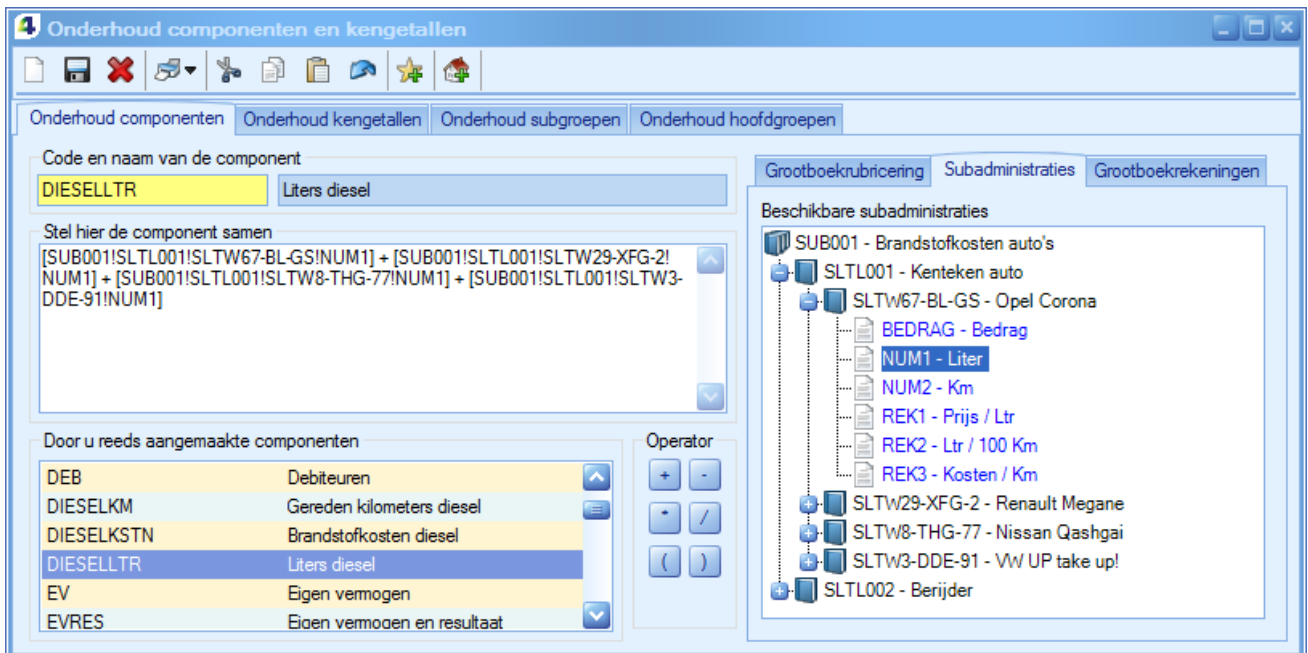 4 Onderhoud componenten en kengetallen
Onderhoud componenten Onderhoud kengetallen Onderhoud subgroepen Onderhoud hoofdgroepen
Code en naam van de component
DIESELLTR Liters diesel
Stel hier de component samen
[SUB001!SLTL001!SLTW67-BL-GS!NUM1] + [SUB001!SLTL001!SLTW29-XFG-2!
NUM1] + [SUB001!SLTL001!SLTW8-THG-77!NUM1] + [SUB001!SLTL001!SLTW3-
DDE-91!NUM1]
Door u reeds aangemaakte componenten
DEB Debiteuren
DIESELKM Gereden kilometers diesel
DIESELKSTN Brandstofkosten diesel
DIESELLTR Liters diesel
EV Eigen vermogen
EVRES Eigen vermogen en resultaat
Operator
+ -
* /
( )
Grootboekrubricering Subadministraties Grootboekrekeningen
Beschikbare subadministraties
SUB001 - Brandstofkosten auto's
SLTL001 - Kenteken auto
SLTW67-BL-GS - Opel Corona
BEDRAG - Bedrag
NUM1 - Liter
NUM2 - Km
REK1 - Prijs / Ltr
REK2 - Ltr / 100 Km
REK3 - Kosten / Km
SLTW29-XFG-2 - Renault Megane
SLTW8-THG-77 - Nissan Qashgai
SLTW3-DDE-91 - VW UP take up!
SLTL002 - Berijder